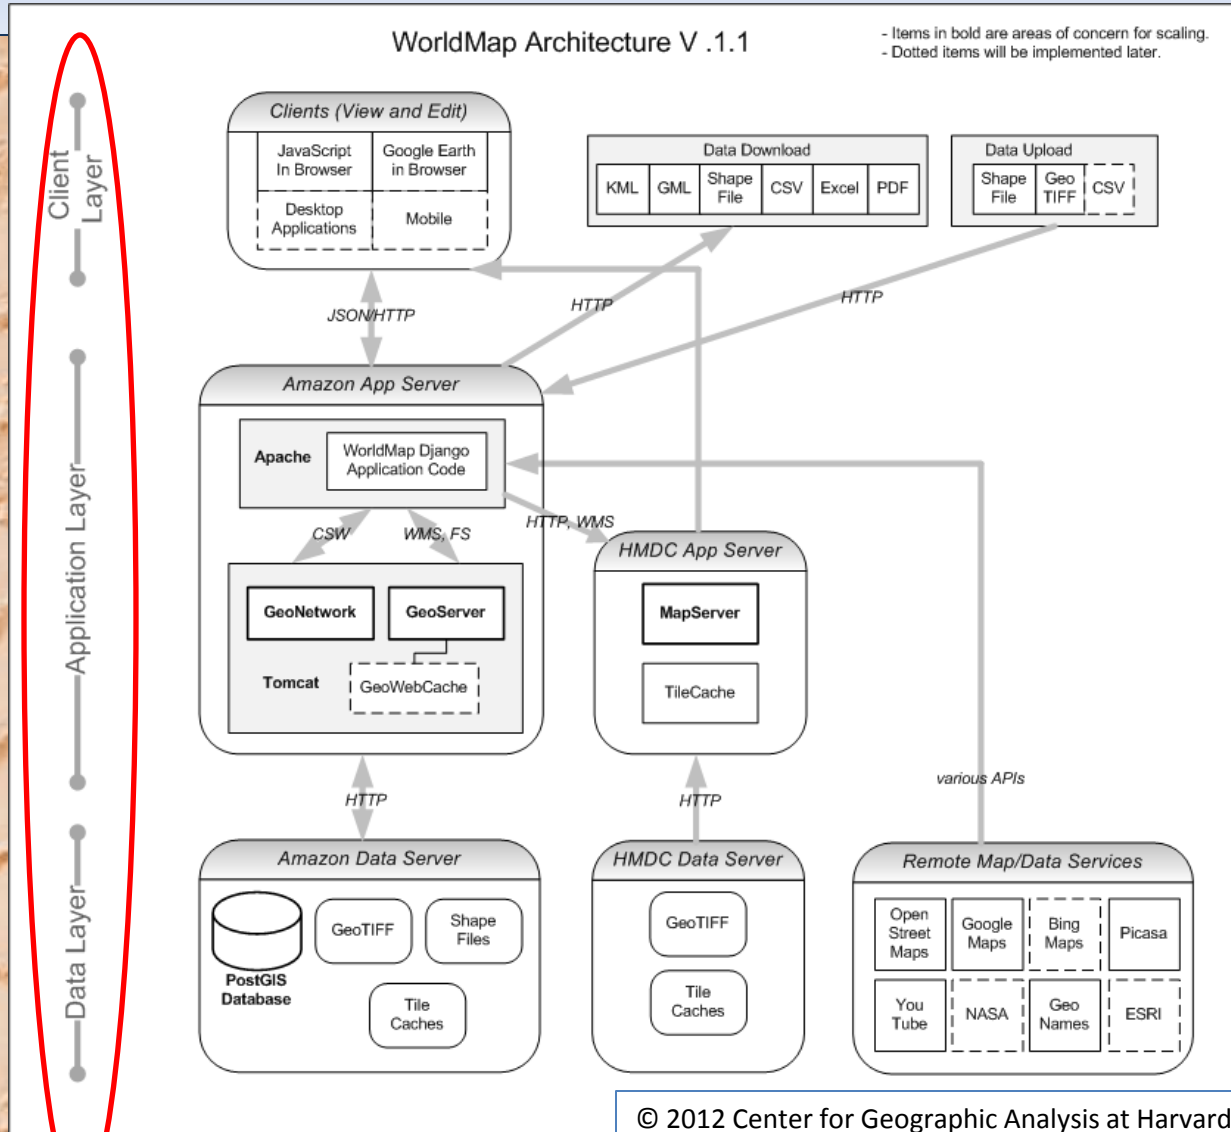 WorldMap Architecture V .1.1
- Items in bold are areas of concern for scaling.
- Dotted items will be implemented later.
Client
Layer
Clients (View and Edit)
JavaScript
In Browser
Google Earth
in Browser
Desktop
Applications
Mobile
Data Download
KML
GML
Shape
File
CSV
Excel
PDF
Data Upload
Shape
File
Geo
TIFF
CSV
JSON/HTTP
HTTP
HTTP
Application Layer
Amazon App Server
Apache
WorldMap Django
Application Code
CSW
WMS, FS
HTTP, WMS
GeoNetwork
GeoServer
Tomcat
GeoWebCache
HMDC App Server
MapServer
TileCache
HTTP
HTTP
various APIs
Data Layer
Amazon Data Server
PostGIS
Database
GeoTIFF
Shape
Files
Tile
Caches
HMDC Data Server
GeoTIFF
Tile
Caches
Remote Map/Data Services
Open
Street
Maps
Google
Maps
Bing
Maps
Picasa
You
Tube
NASA
Geo
Names
ESRI
© 2012 Center for Geographic Analysis at Harvard